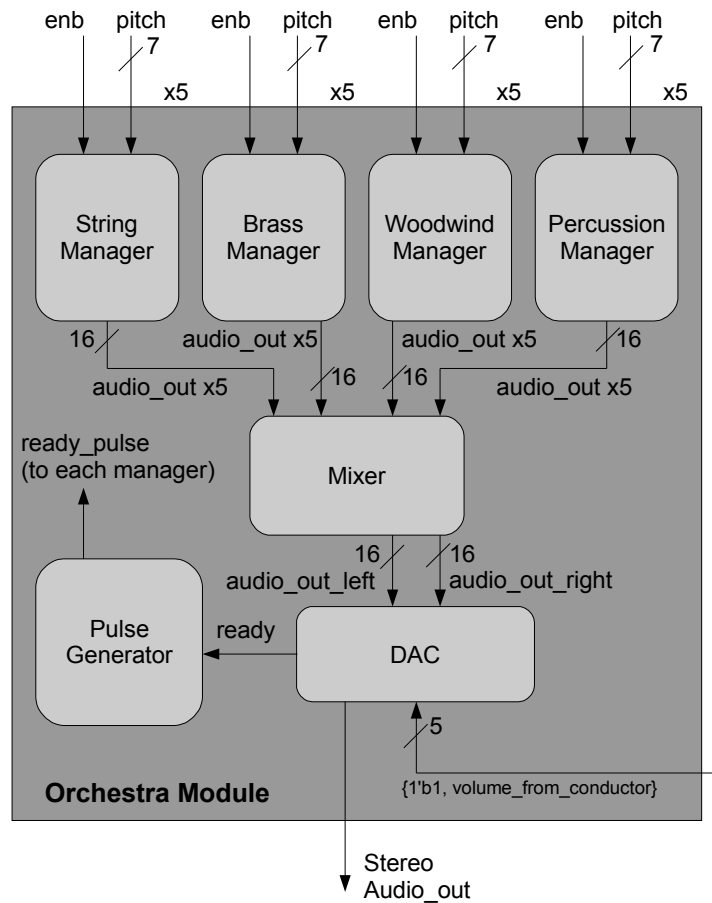 enb pitch enb pitch enb pitch enb pitch
7 7 7 7
x5 x5 x5 x5
String
Manager
Brass
Manager
Woodwind
Manager
Percussion
Manager
16 audio_out x5 audio_out x5 16
audio_out x5 16 16 audio_out x5
ready_pulse
(to each manager)
Mixer
16 16
audio_out_left audio_out_right
Pulse
Generator
ready
DAC
5
{1'b1, volume_from_conductor}
Orchestra Module
Stereo
Audio_out